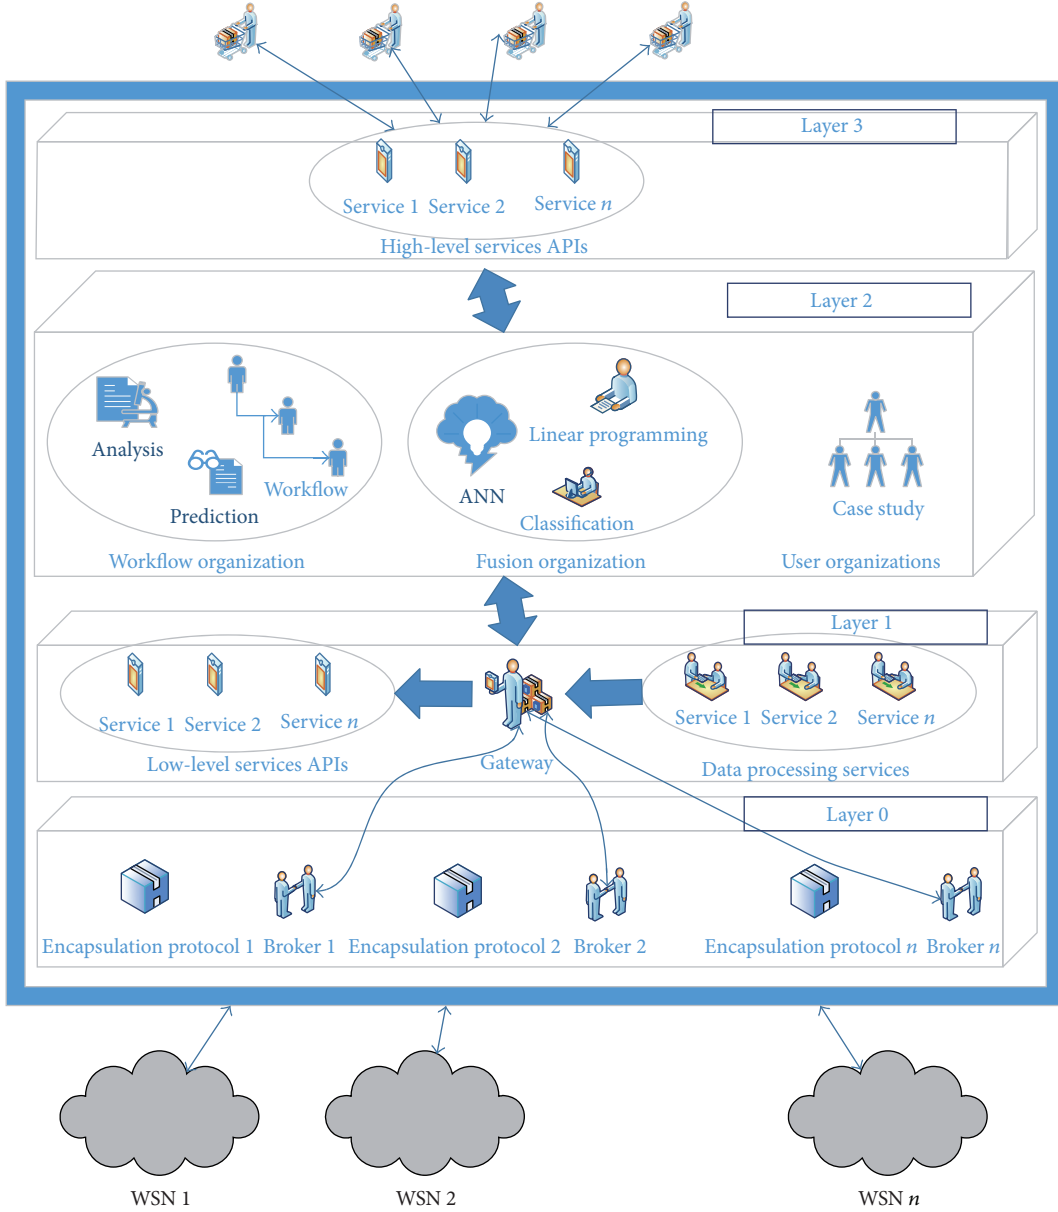 Layer 3
Service 1
Service 2
Service n
High-level services APIs
Layer 2
Analysis
Prediction
Workflow
Workflow organization
ANN
Linear programming
Classification
Fusion organization
Case study
User organizations
Layer 1
Service 1
Service 2
Service n
Low-level services APIs
Gateway
Service 1
Service 2
Service n
Data processing services
Layer 0
Encapsulation protocol 1
Broker 1
Encapsulation protocol 2
Broker 2
Encapsulation protocol n
Broker n
WSN 1
WSN 2
WSN n